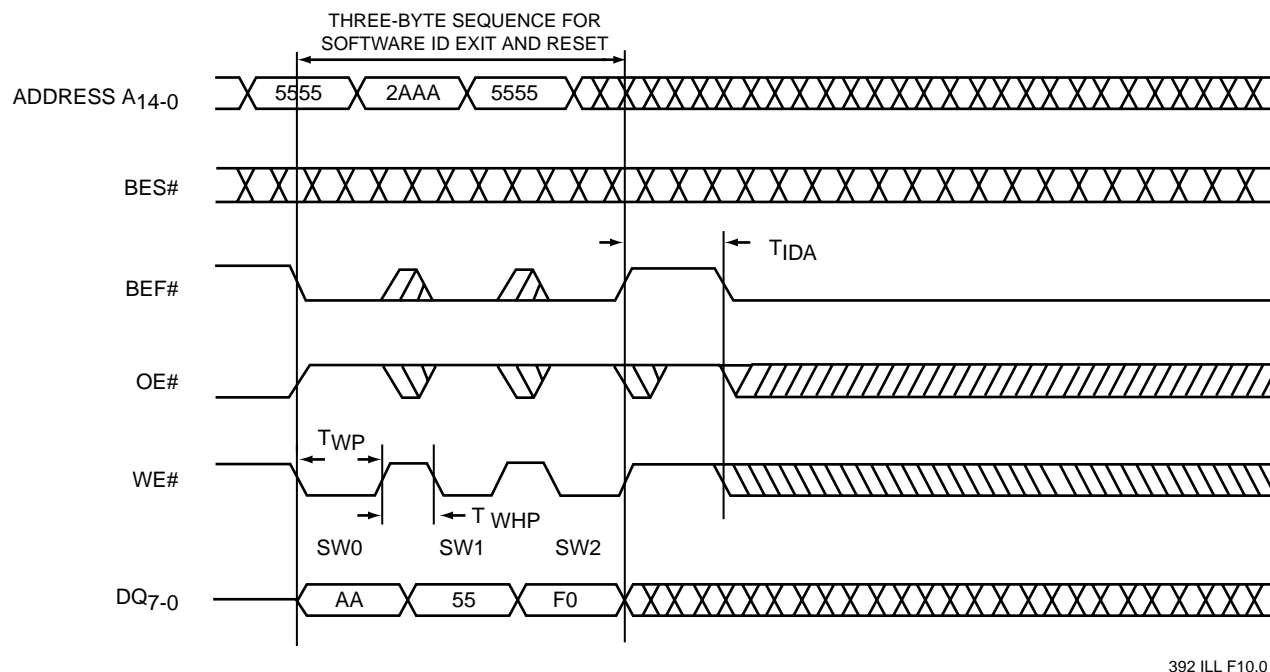 THREE-BYTE SEQUENCE FOR
SOFTWARE ID EXIT AND RESET
ADDRESS A14-0
5555
2AAA
5555
BES#
TIDA
BEF#
OE#
TWP
WE#
T WHP
SW0
SW1
SW2
DQ7-0
AA
55
F0
392 ILL F10.0